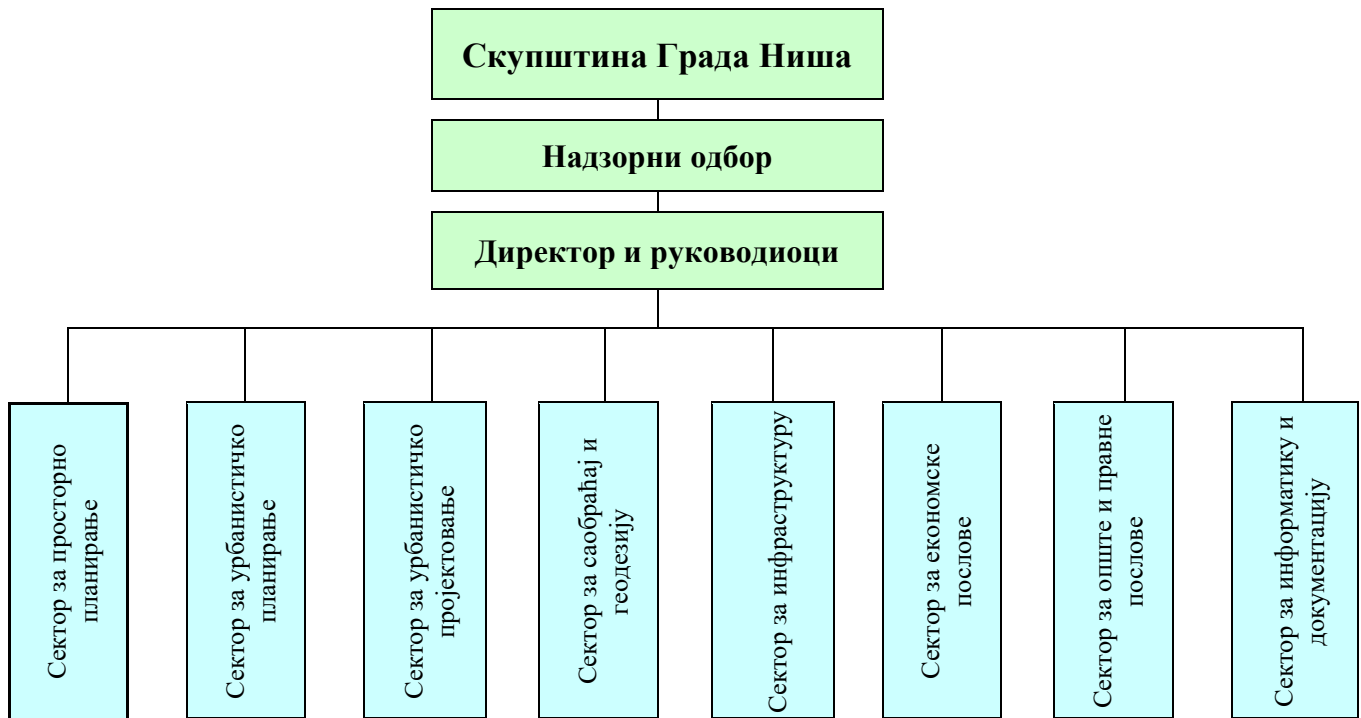 Скупштина Града Ниша
Надзорни одбор
Директор и руководиоци
Сектор за просторно
планирање
Сектор за урбанистичко
планирање
Сектор за урбанистичко
пројектовање
Сектор за саобраћај и
геодезију
Сектор за инфраструктуру
Сектор за економске
послове
Сектор за опште и правне
послове
Сектор за информатику и
документацију